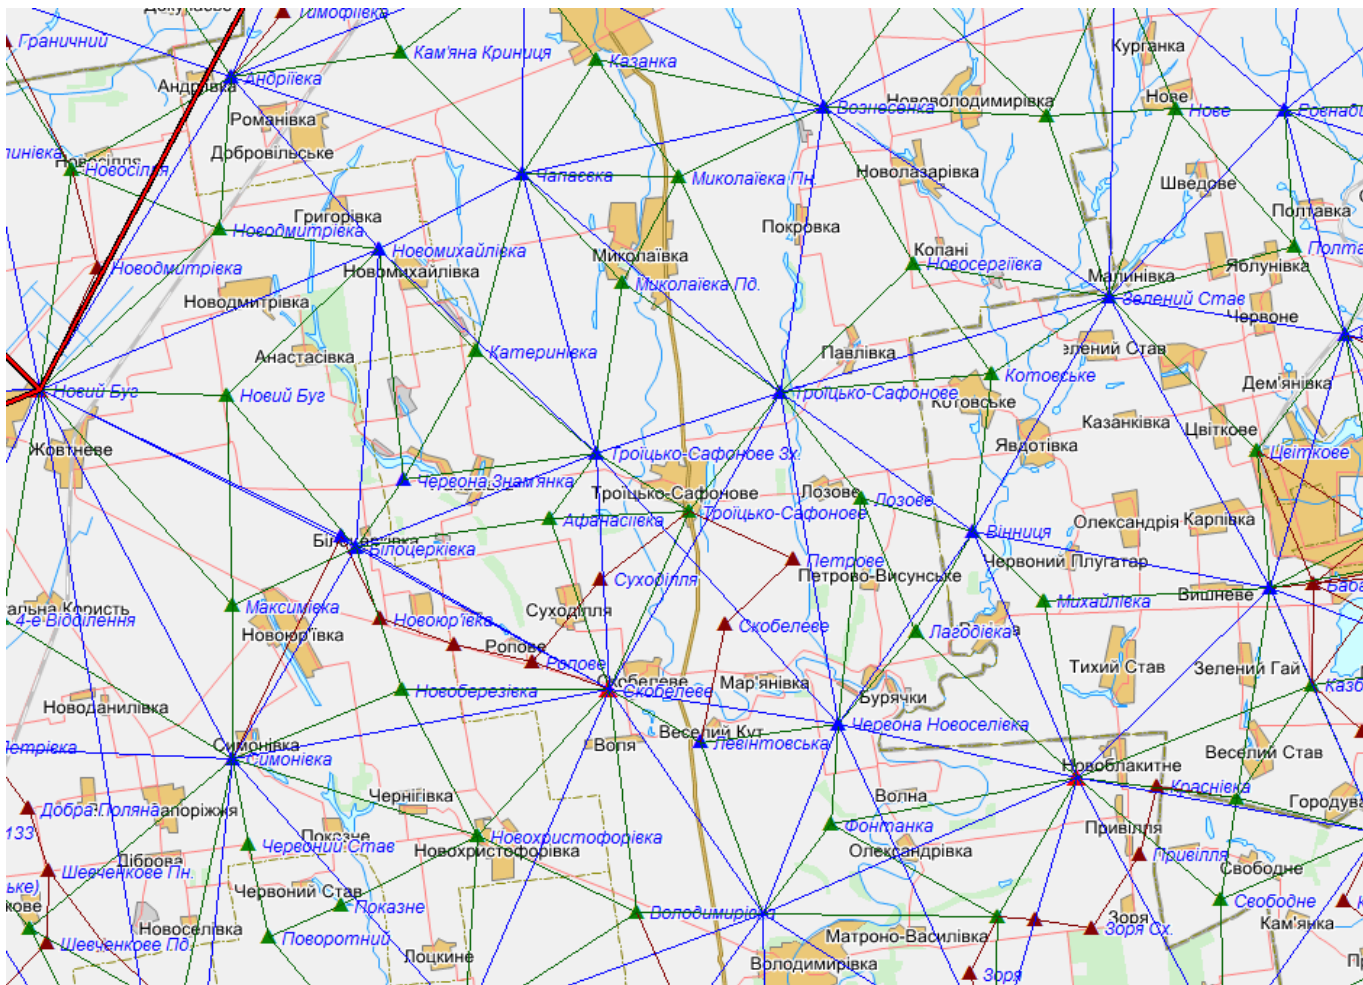 Тимофіївка
Граничний
Кам'яна Криниця
Казанка
Курганка
Андріївка
Нововолодимирівка
Нове
Вознесенка
Нове
Романівка
Добровільське
Новосілля
Чапаєвка
Миколаївка Пн.
Новолазарівка
Шведове
Григорівка
Новодмитрівка
Новомихайлівка
Покровка
Полтавка
Копані
Новодмитрівка
Новомихайлівка
Миколаївка
Новосергіївка
Малинівка
Яблунівка
Новодмитрівка
Миколаївка Пд.
Зелений Став
Червоне
Анастасівка
Катеринівка
Павлівка
елений Став
Новий Буг
Новий Буг
Троїцько-Сафонове
Котовське
Котовське
Дем'янівка
Казанківка
Цвіткове
Жовтневе
Троїцько-Сафонове Зх.
Явдотівка
Цвіткове
Червона Знам'янка
Троїцько-Сафонове
Лозове
Лозове
Афанасіївка
Троїцько-Сафонове
Олександрія
Карпівка
Білоцерківка
Вінниця
Петрове
Червоний Плугатар
Суходілля
Петрово-Висунське
Максимівка
Суходілля
Михайлівка
Вишневе
4-е Відділення
Новоюр'ївка
Новоюр'ївка
Скобелеве
Лагодівка
Ропове
Ропове
Тихий Став
Зелений Гай
Новоберезівка
Скобелеве
Скобелеве
Мар'янівка
Бурячки
Новоданилівка
Симонівка
Симонівка
Воля
Веселий Кут
Левінтовська
Червона Новоселівка
Веселий Став
Новоблакитне
Чернігівка
Волна
Краснівка
Добра Поляна
апоріжжя
133
Показне
Червоний Став
Новохристофорівка
Новохристофорівка
Фонтанка
Привілля
Привілля
Олександрівка
Діброва
Шевченкове Пн.
Свободне
Червоний Став
Показне
Володимирівка
Зоря
Свободне
Новоселівка
Шевченкове Пд.
Поворотний
Матроно-Василівка
Зоря Сх.
Кам'янка
Лоцкине
Володимирівка
Зоря